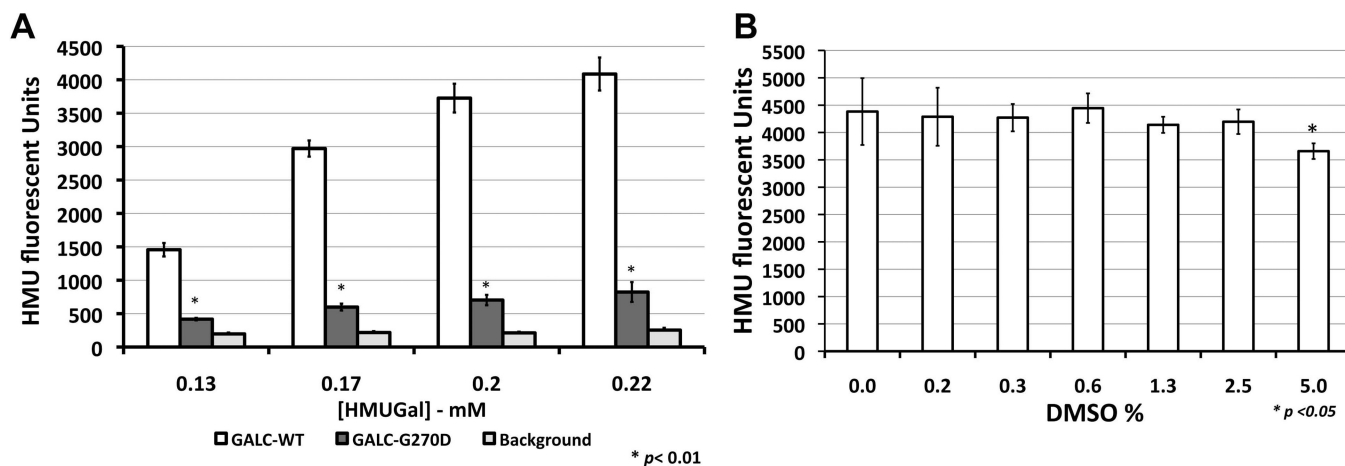 A
HMU fluorescent Units
4500
4000
3500
3000
2500
2000
1500
1000
500
0
*
*
*
*
0.13 0.17 0.2 0.22
[HMUGal] - mM
GALC-WT GALC-G270D Background
* p< 0.01
B
HMU fluorescent Units
5500
5000
4500
4000
3500
3000
2500
2000
1500
1000
500
0
*
0.0 0.2 0.3 0.6 1.3 2.5 5.0
DMSO %
* p <0.05